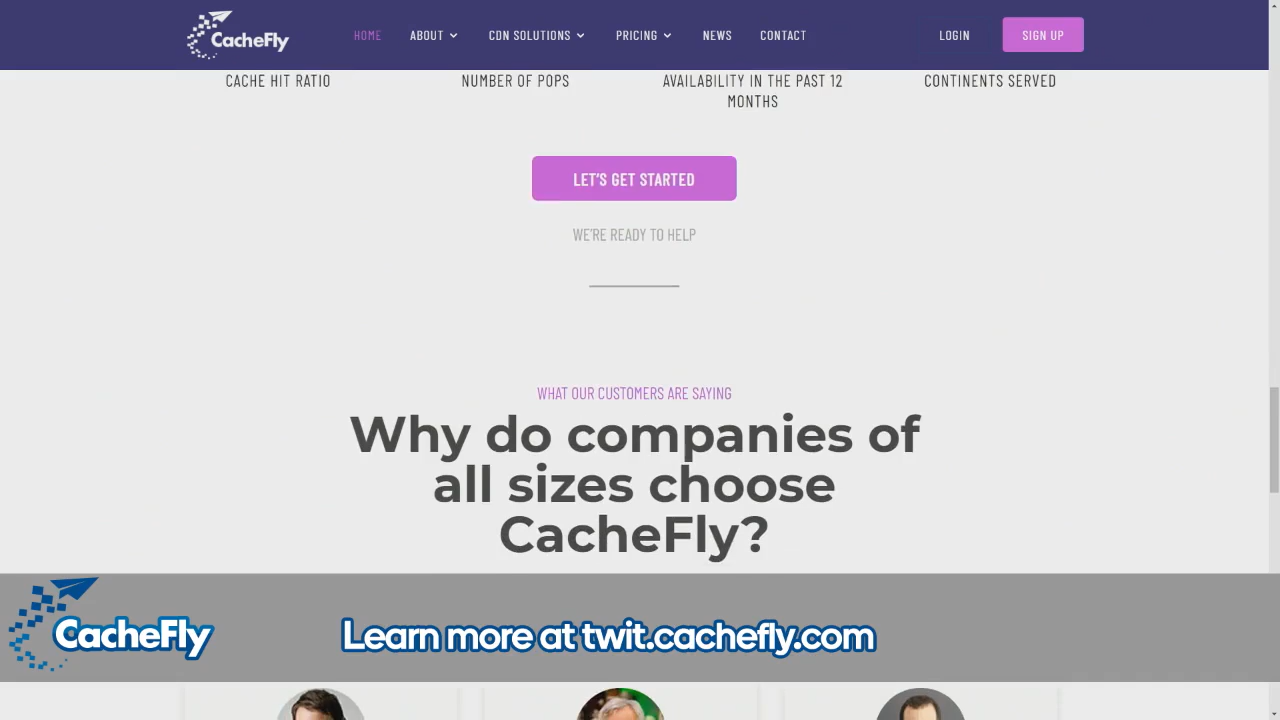 CacheFly
HOME ABOUT CDN SOLUTIONS PRICING NEWS CONTACT LOGIN SIGN UP
CACHE HIT RATIO
NUMBER OF POPS
AVAILABILITY IN THE PAST 12
MONTHS
CONTINENTS SERVED
LET'S GET STARTED
WE'RE READY TO HELP
WHAT OUR CUSTOMERS ARE SAYING
Why do companies of
all sizes choose
CacheFly?
CacheFly
Learn more at twit.cachefly.com